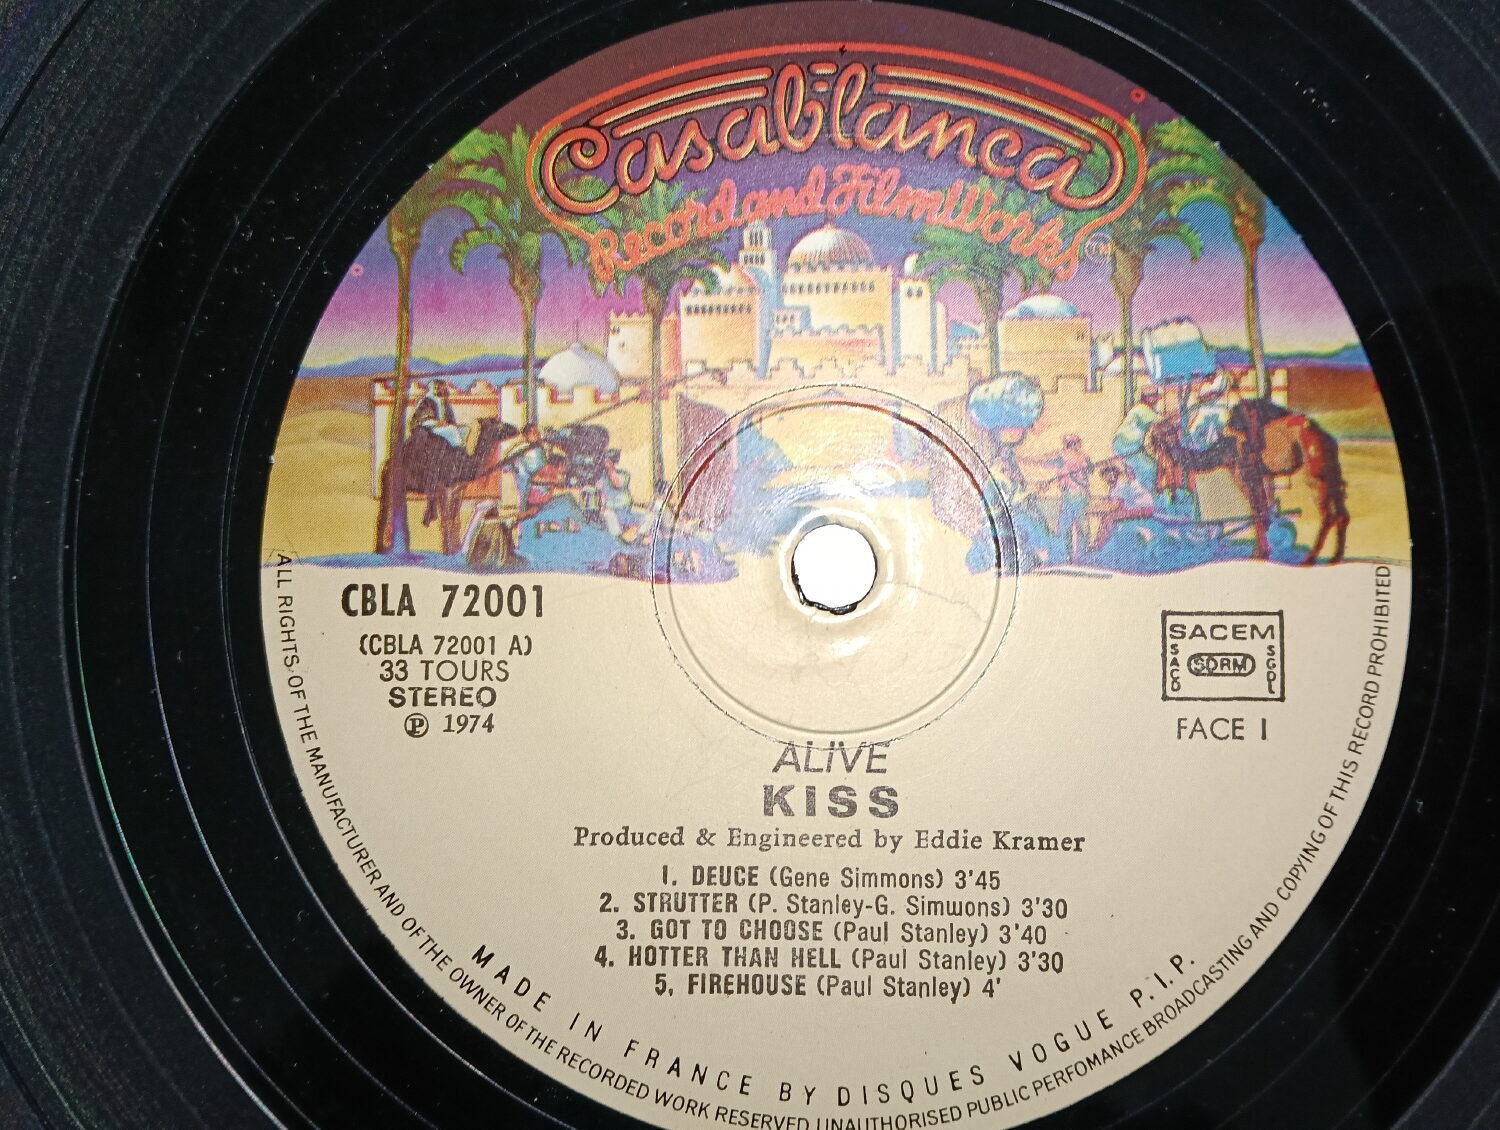 Casablanca
Record and FilmWorks
TM
CBLA 72001
(CBLA 72001 A)
33 TOURS
STEREO
Ⓟ 1974
SACEM
SACD
SDRM
SGDL
FACE 1
ALIVE
KISS
Produced & Engineered by Eddie Kramer
1. DEUCE (Gene Simmons) 3'45
2. STRUTTER (P. Stanley-G. Simwons) 3'30
3. GOT TO CHOOSE (Paul Stanley) 3'40
4. HOTTER THAN HELL (Paul Stanley) 3'30
5. FIREHOUSE (Paul Stanley) 4'
MADE IN FRANCE BY DISQUES VOGUE P.I.P.
ALL RIGHTS OF THE MANUFACTURER AND OF THE OWNER OF THE RECORDED WORK RESERVED UNAUTHORISED PUBLIC PERFOMANCE BROADCASTING AND COPYING OF THIS RECORD PROHIBITED